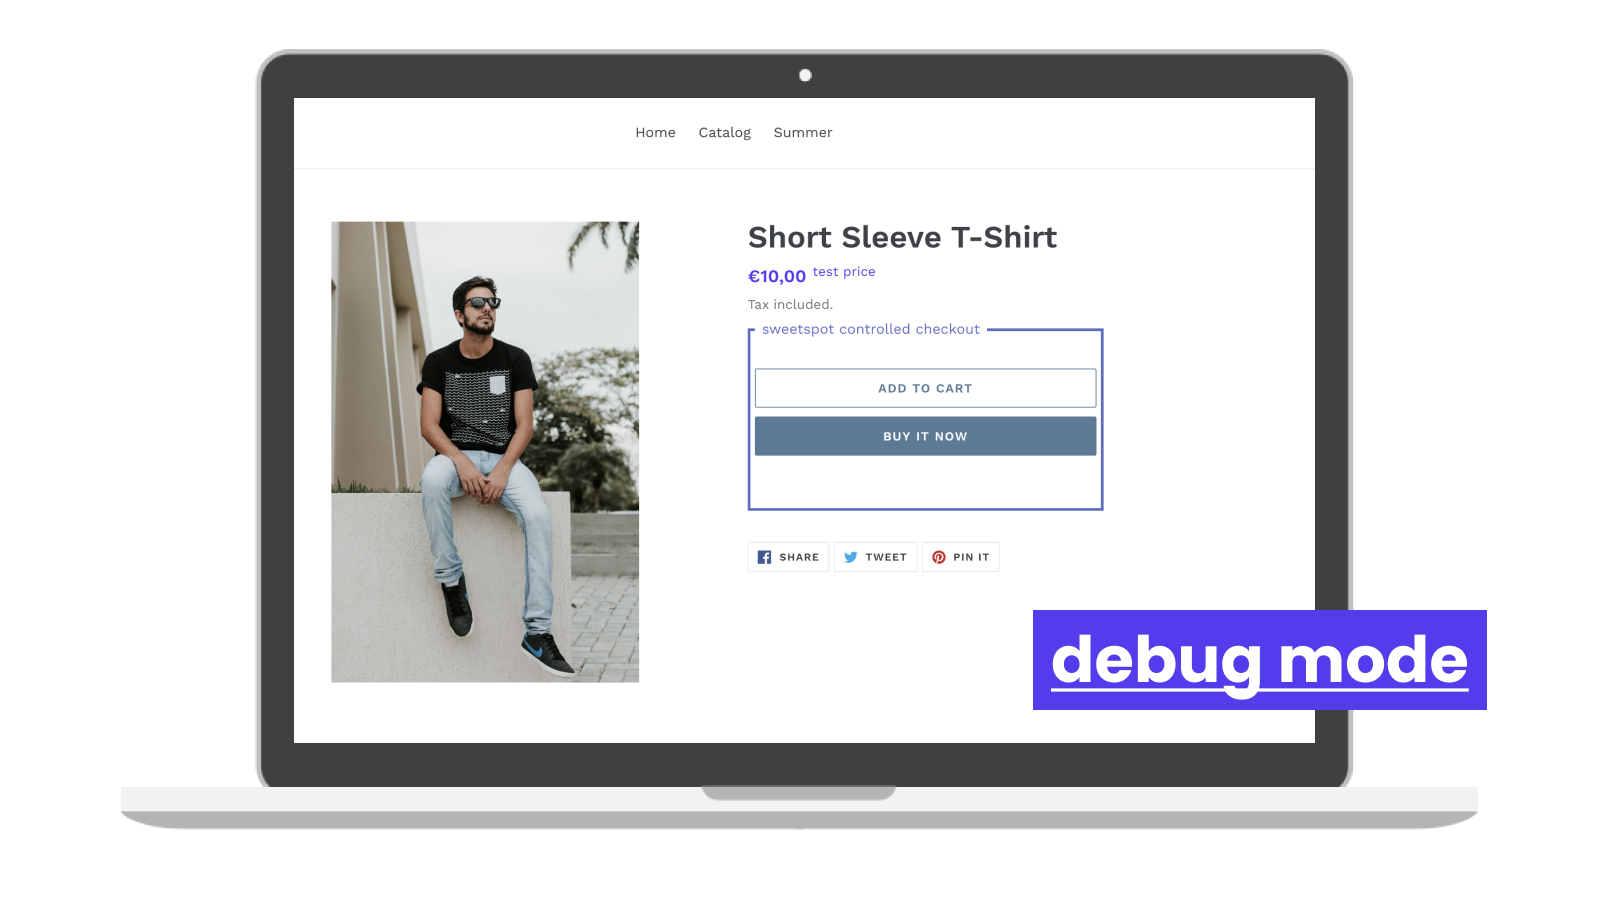 Home Catalog Summer
Short Sleeve T-Shirt
€10,00 test price
Tax included.
sweetspot controlled checkout
ADD TO CART
BUY IT NOW
SHARE TWEET PIN IT
debug mode